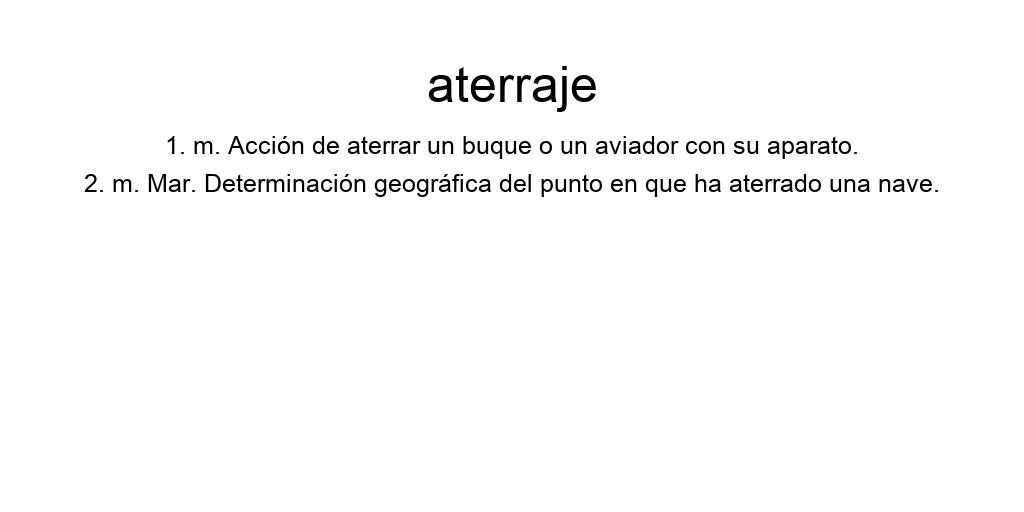 aterraje
1. m. Acción de aterrar un buque o un aviador con su aparato.
2. m. Mar. Determinación geográfica del punto en que ha aterrado una nave.